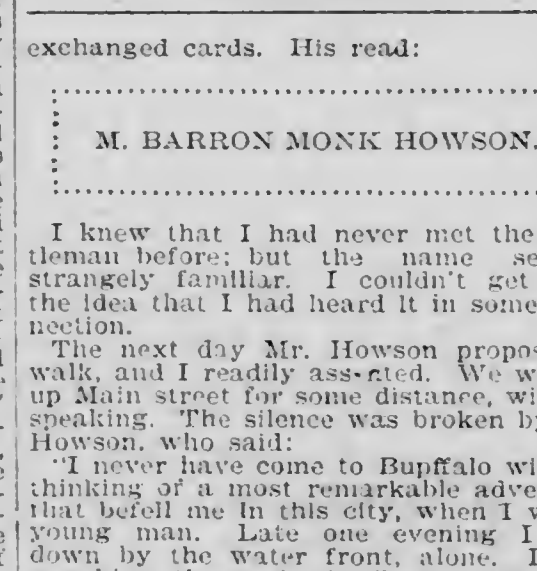 exchanged cards. His read:
M. BARRON MONK HOWSON.
I knew that I had never met the
tleman before; but the name se
strangely familiar. I couldn't get
the idea that I had heard it in some
nection.
The next day Mr. Howson propos
walk, and I readily assented. We w
up Main street for some distance, wi
speaking. The silence was broken b
Howson, who said:
"I never have come to Bupffalo wi
thinking of a most remarkable adve
that befell me in this city, when I w
young man. Late one evening I
down by the water front, alone. I